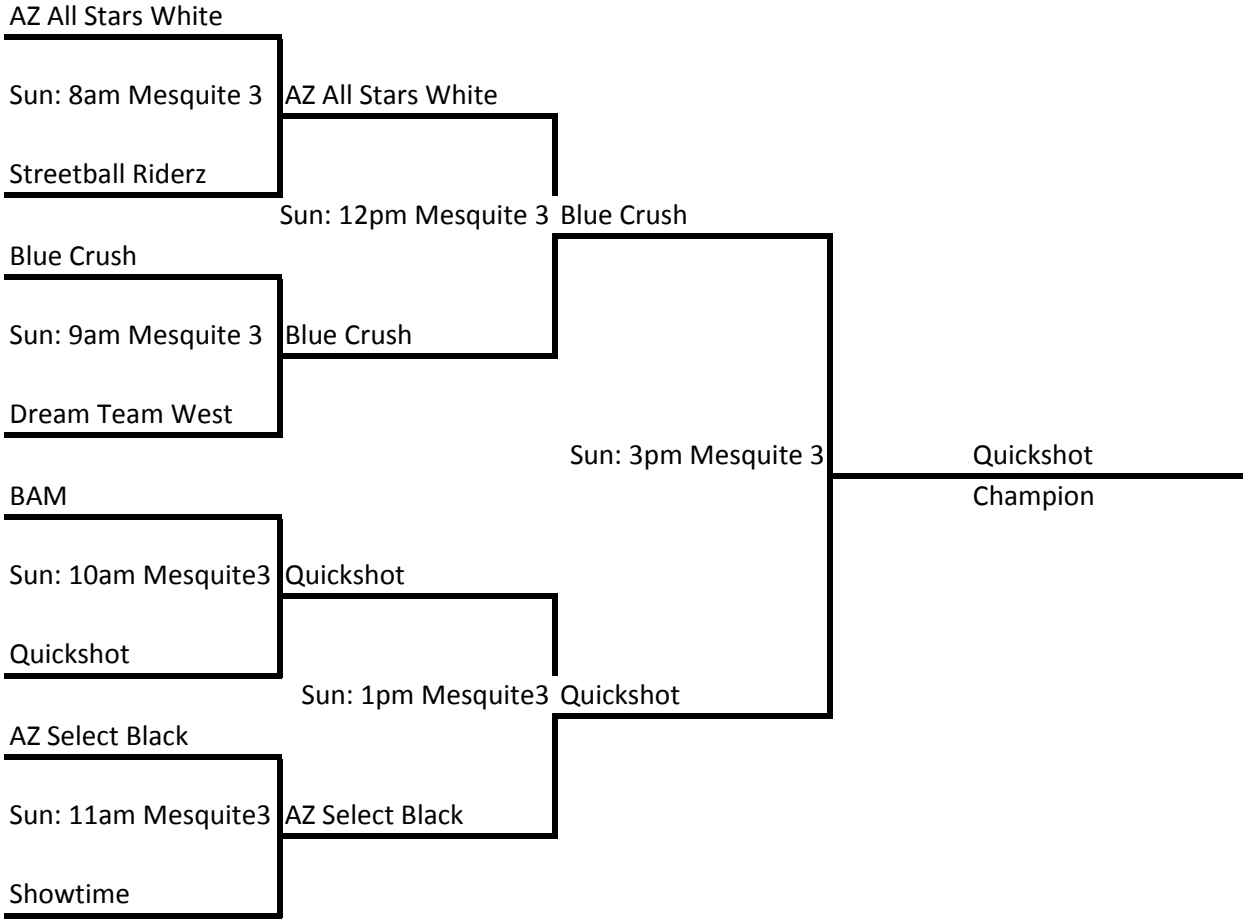 AZ All Stars White
Sun: 8am Mesquite 3
AZ All Stars White
Streetball Riderz
Sun: 12pm Mesquite 3
Blue Crush
Blue Crush
Sun: 9am Mesquite 3
Blue Crush
Dream Team West
Sun: 3pm Mesquite 3
Quickshot
Champion
BAM
Sun: 10am Mesquite3
Quickshot
Quickshot
Sun: 1pm Mesquite3
Quickshot
AZ Select Black
Sun: 11am Mesquite3
AZ Select Black
Showtime